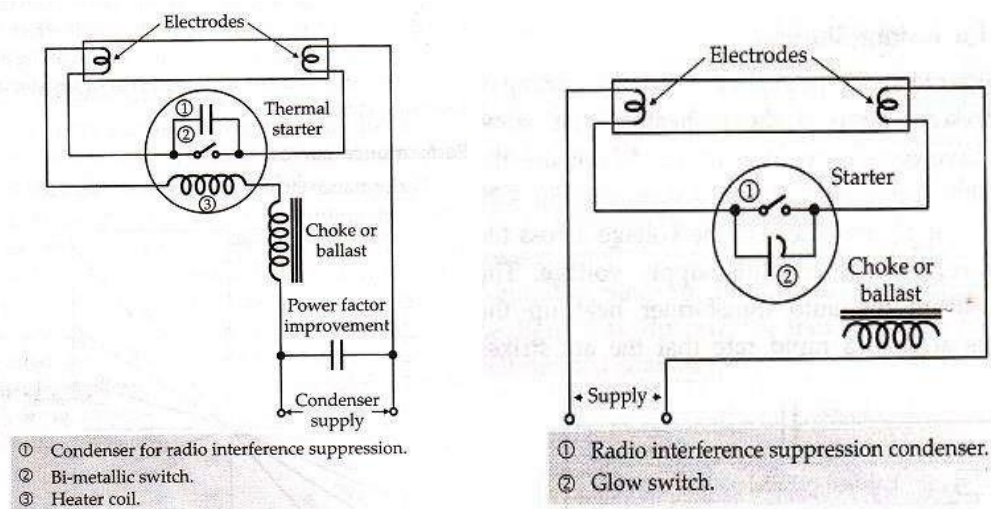 Electrodes
①
②
Thermal
starter
③
Choke or
ballast
Power factor
improvement
Condenser
supply
① Condenser for radio interference suppression.
② Bi-metallic switch.
③ Heater coil.
Electrodes
①
Starter
②
Choke or
ballast
Supply
① Radio interference suppression condenser.
② Glow switch.